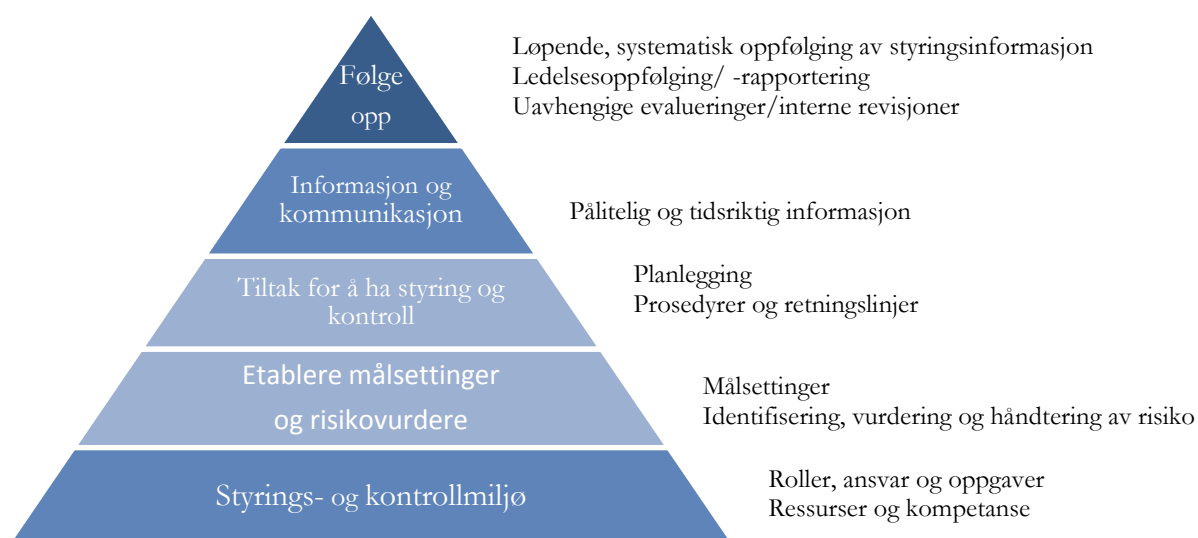 Følge
opp
Løpende, systematisk oppfølging av styringsinformasjon
Ledelsesoppfølging/ -rapportering
Uavhengige evalueringer/interne revisjoner
Informasjon og
kommunikasjon
Pålitelig og tidsriktig informasjon
Tiltak for å ha styring og
kontroll
Planlegging
Prosedyrer og retningslinjer
Etablere målsettinger
og risikovurdere
Målsettinger
Identifisering, vurdering og håndtering av risiko
Styrings- og kontrollmiljø
Roller, ansvar og oppgaver
Ressurser og kompetanse